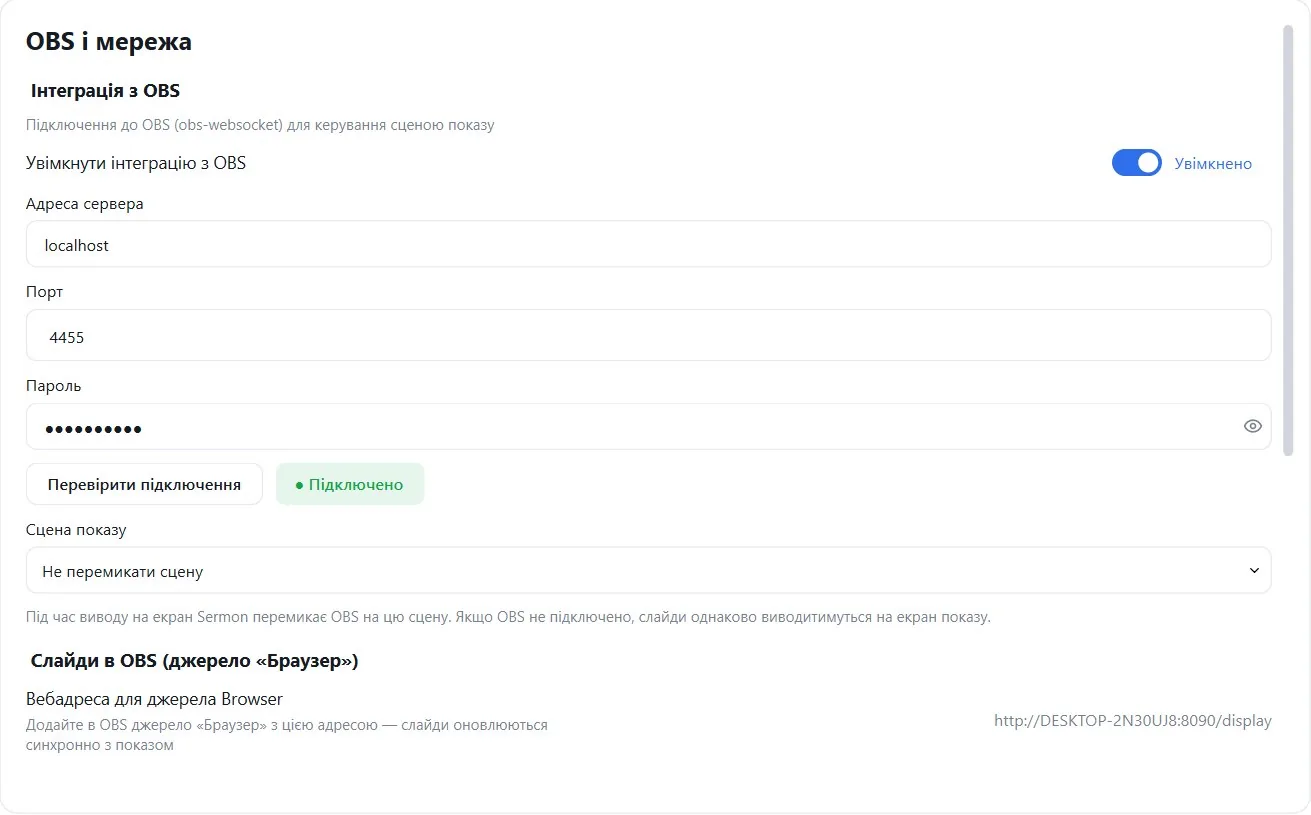 OBS і мережа
Інтеграція з OBS
Підключення до OBS (obs-websocket) для керування сценою показу
Увімкнути інтеграцію з OBS
Увімкнено
Адреса сервера
localhost
Порт
4455
Пароль
●●●●●●●●●●
Перевірити підключення
● Підключено
Сцена показу
Не перемикати сцену
Під час виводу на екран Sermon перемикає OBS на цю сцену. Якщо OBS не підключено, слайди однаково виводитимуться на екран показу.
Слайди в OBS (джерело «Браузер»)
Вебадреса для джерела Browser
Додайте в OBS джерело «Браузер» з цією адресою — слайди оновлюються
синхронно з показом
http://DESKTOP-2N30UJ8:8090/display